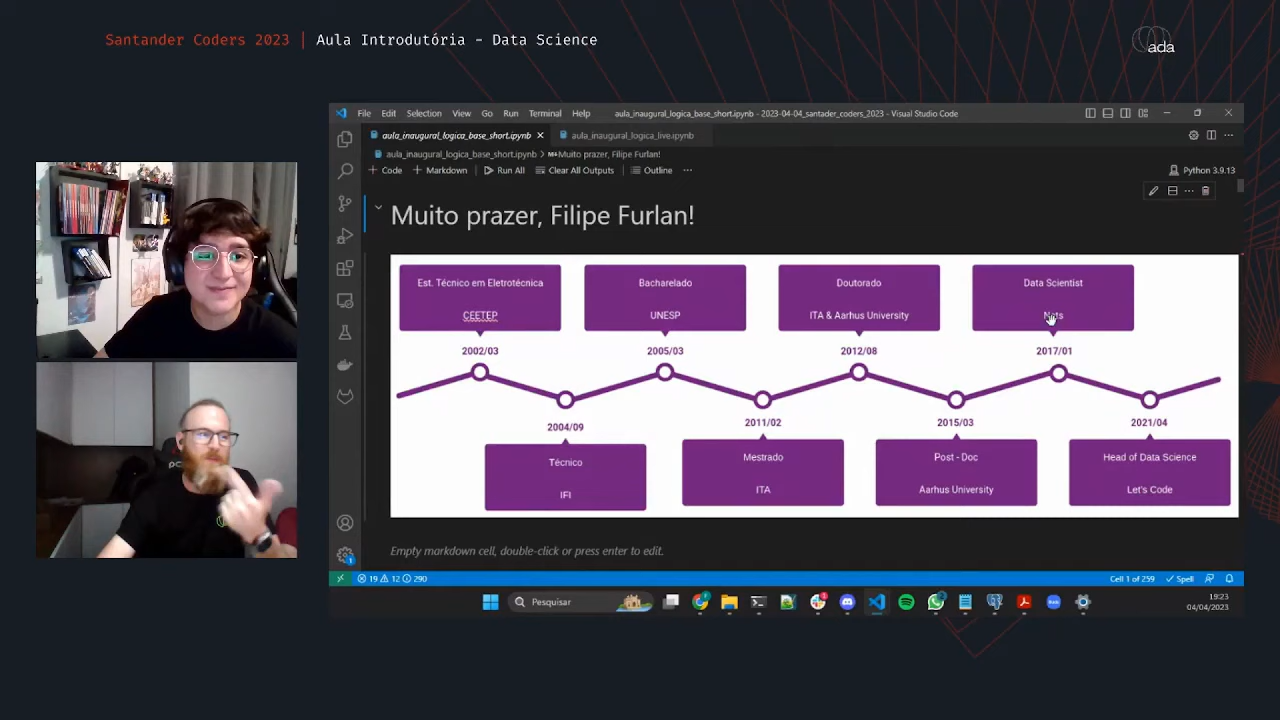 Santander Coders 2023 | Aula Introdutória - Data Science
ada
File Edit Selection View Go Run Terminal Help
aula_inaugural_logica_base_short.ipynb - 2023-04-04_santader_coders_2023 - Visual Studio Code
aula_inaugural_logica_base_short.ipynb
aula_inaugural_logica_live.ipynb
aula_inaugural_logica_base_short.ipynb > M↓Muito prazer, Filipe Furlan!
+ Code + Markdown Run All Clear All Outputs Outline ···
Python 3.9.13
Muito prazer, Filipe Furlan!
Est. Técnico em Eletrotécnica
CEETEP
2002/03
Bacharelado
UNESP
2005/03
Doutorado
ITA & Aarhus University
2012/08
Data Scientist
2017/01
2004/09
Técnico
IFI
2011/02
Mestrado
ITA
2015/03
Post - Doc
Aarhus University
2021/04
Head of Data Science
Let's Code
Empty markdown cell, double-click or press enter to edit.
19 12 290
Cell 1 of 259
Spell
Pesquisar
19:23
04/04/2023